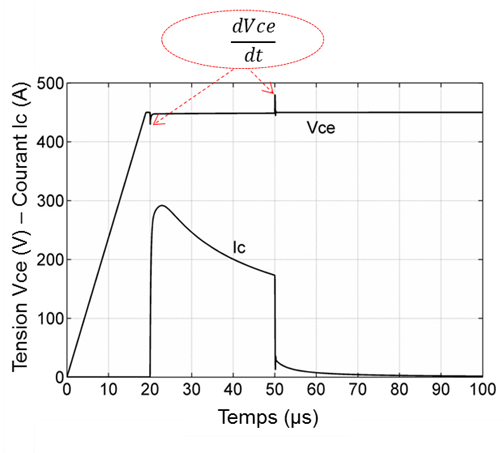 dVce
dt
Tension Vce (V) – Courant Ic (A)
500
400
300
200
100
0
Vce
Ic
0 10 20 30 40 50 60 70 80 90 100
Temps (µs)